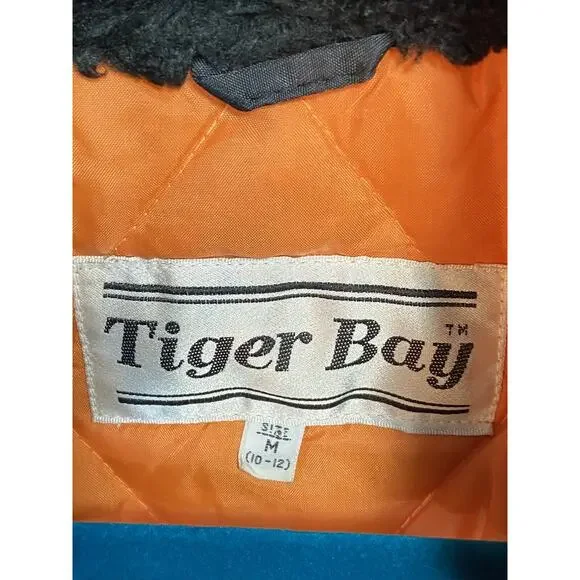 Tiger Bay™
SIZE
M
(10-12)